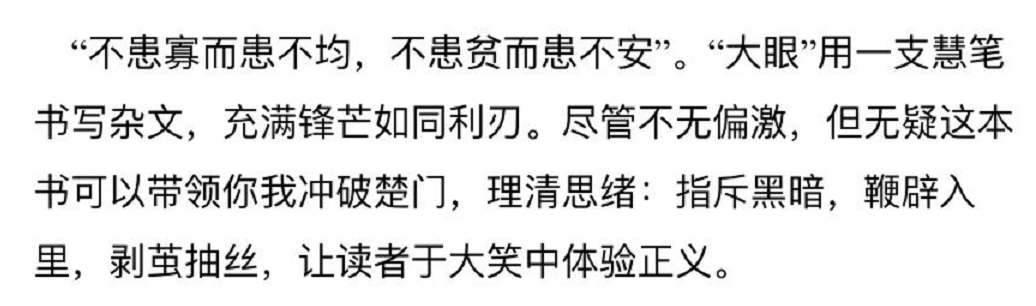 “不患寡而患不均，不患贫而患不安”。“大眼”用一支慧笔
书写杂文，充满锋芒如同利刃。尽管不无偏激，但无疑这本
书可以带领你我冲破楚门，理清思绪：指斥黑暗，鞭辟入
里，剥茧抽丝，让读者于大笑中体验正义。